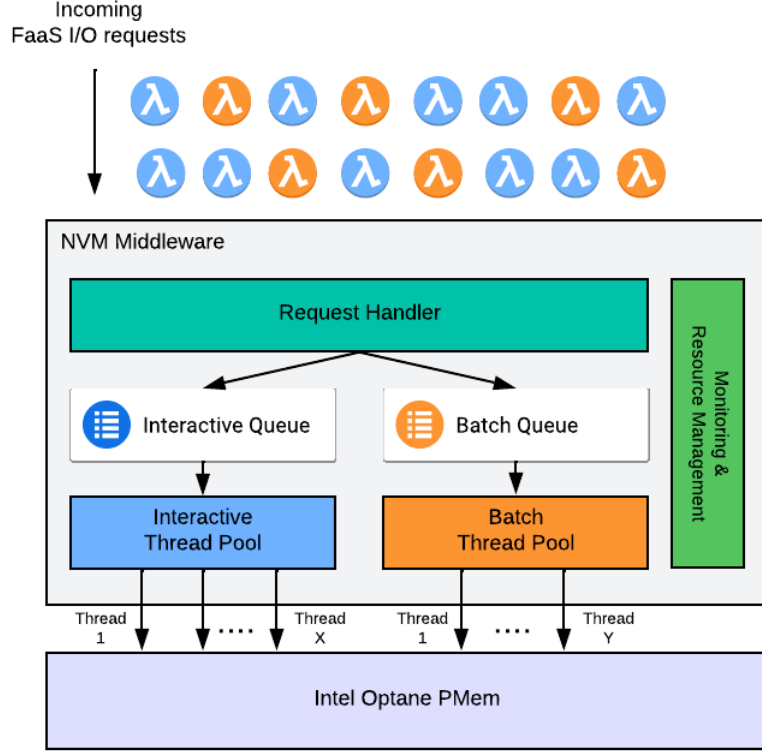 Incoming
FaaS I/O requests
λ λ λ λ λ λ λ λ
λ λ λ λ λ λ λ λ
NVM Middleware
Request Handler
Monitoring &
Resource Management
Interactive Queue
Batch Queue
Interactive
Thread Pool
Batch
Thread Pool
Thread
1
....
Thread
X
Thread
1
....
Thread
Y
Intel Optane PMem